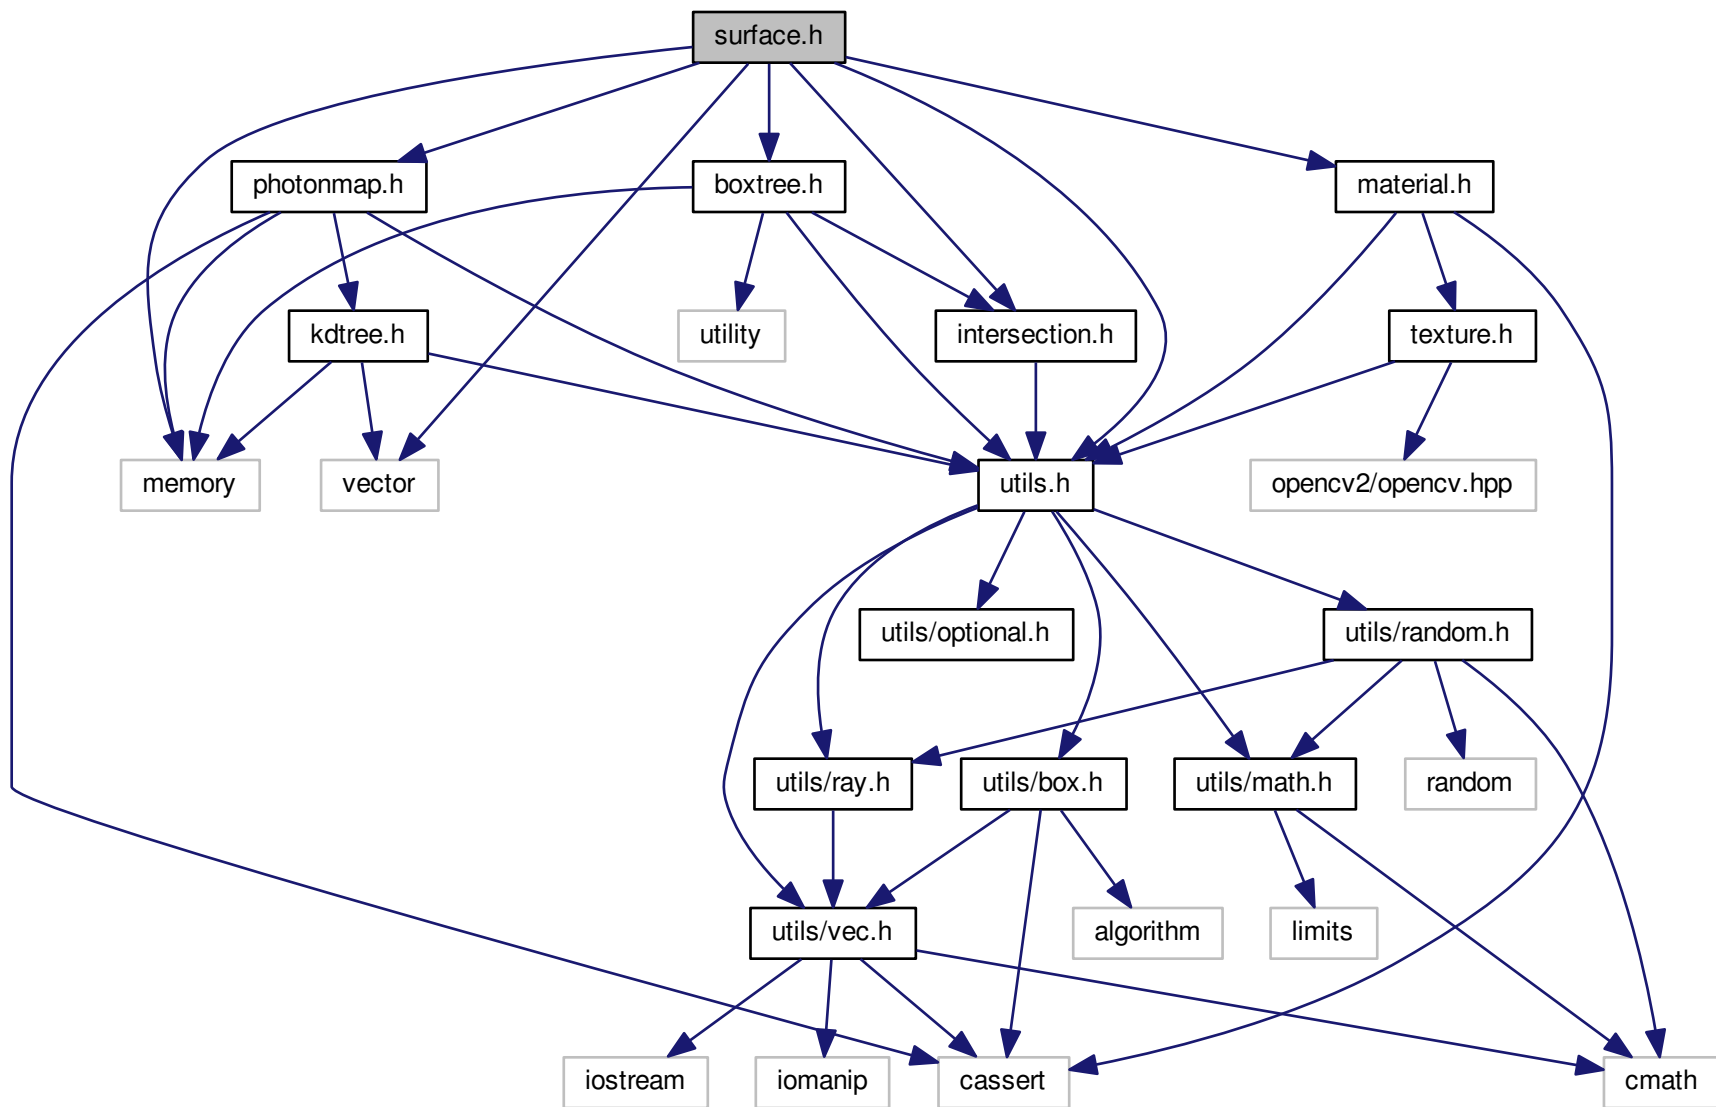 surface.h
photonmap.h
boxtree.h
material.h
kdtree.h
utility
intersection.h
texture.h
memory
vector
utils.h
opencv2/opencv.hpp
utils/optional.h
utils/random.h
utils/ray.h
utils/box.h
utils/math.h
random
utils/vec.h
algorithm
limits
iostream
iomanip
cassert
cmath